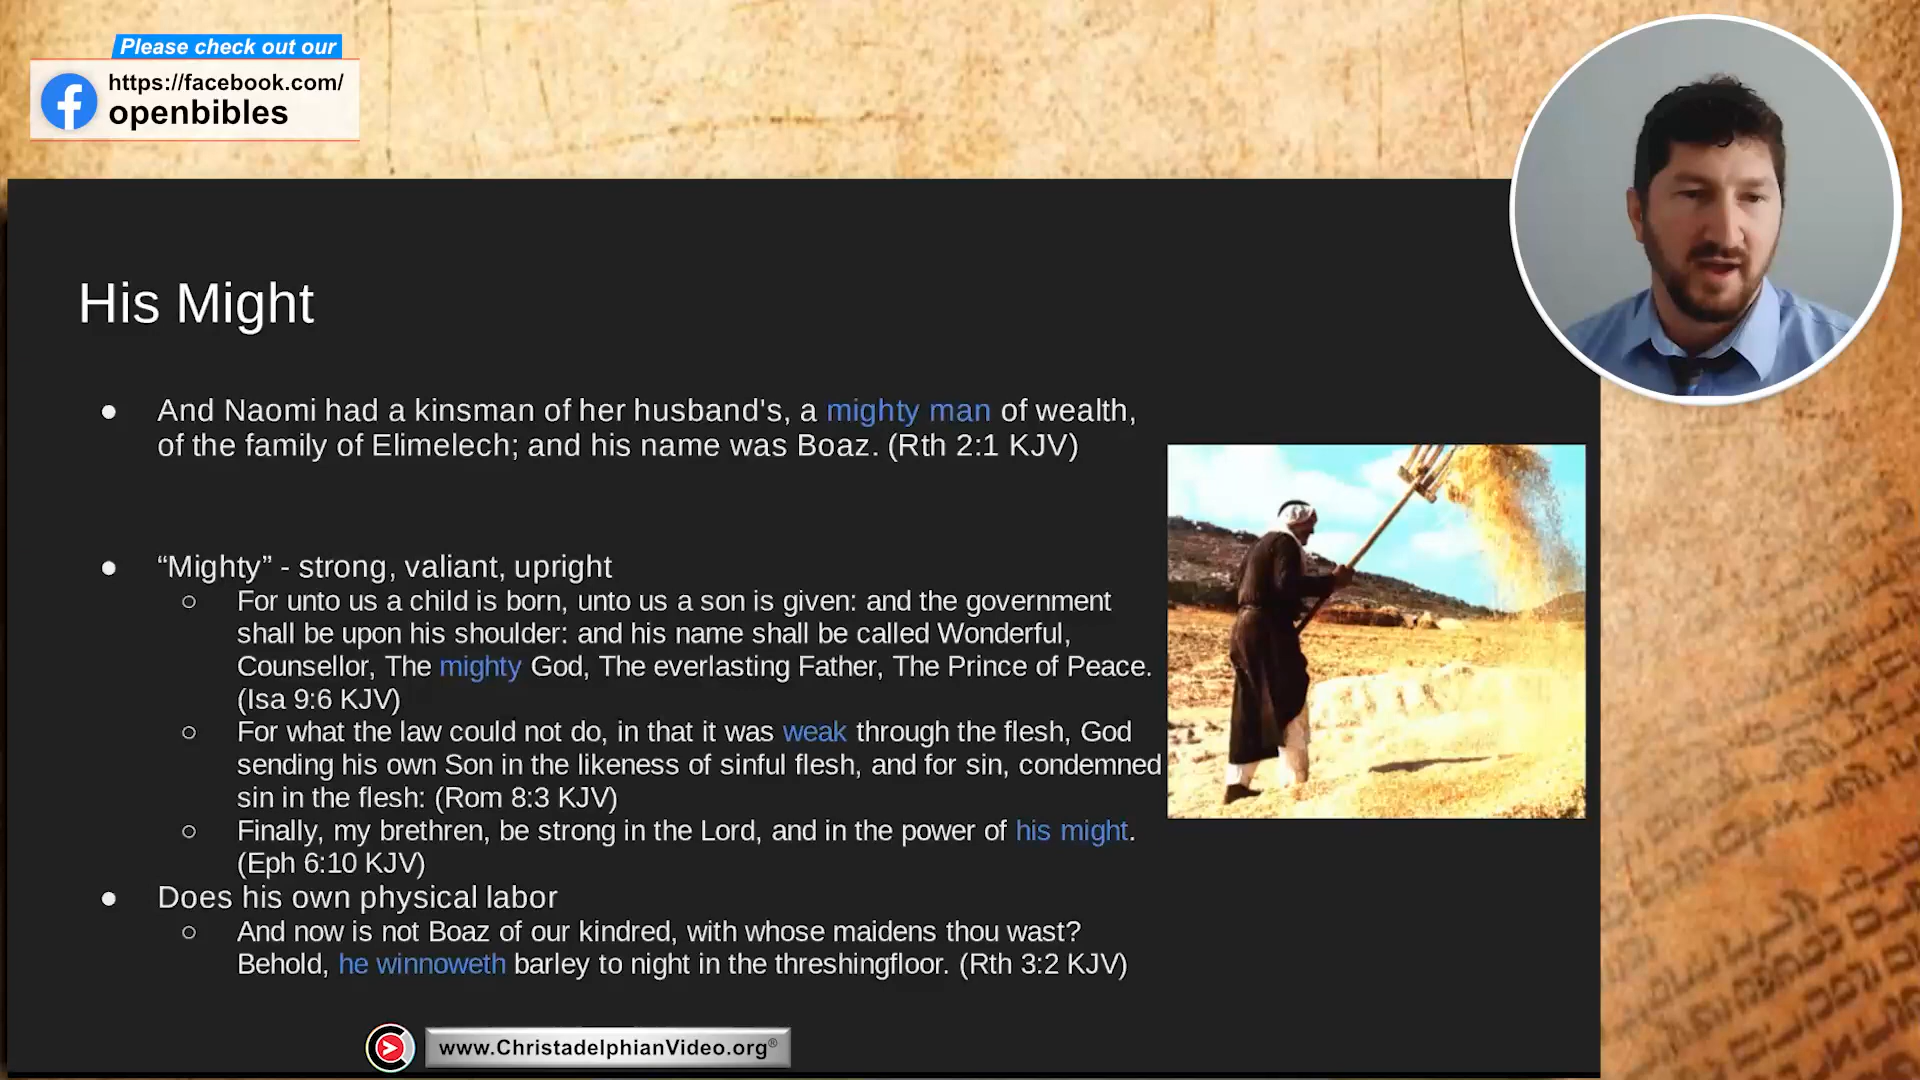 Please check out our
https://facebook.com/
openbibles
His Might
● And Naomi had a kinsman of her husband's, a mighty man of wealth,
of the family of Elimelech; and his name was Boaz. (Rth 2:1 KJV)
● “Mighty” - strong, valiant, upright
○ For unto us a child is born, unto us a son is given: and the government
shall be upon his shoulder: and his name shall be called Wonderful,
Counsellor, The mighty God, The everlasting Father, The Prince of Peace.
(Isa 9:6 KJV)
○ For what the law could not do, in that it was weak through the flesh, God
sending his own Son in the likeness of sinful flesh, and for sin, condemned
sin in the flesh: (Rom 8:3 KJV)
○ Finally, my brethren, be strong in the Lord, and in the power of his might.
(Eph 6:10 KJV)
● Does his own physical labor
○ And now is not Boaz of our kindred, with whose maidens thou wast?
Behold, he winnoweth barley to night in the threshingfloor. (Rth 3:2 KJV)
www.ChristadelphianVideo.org®